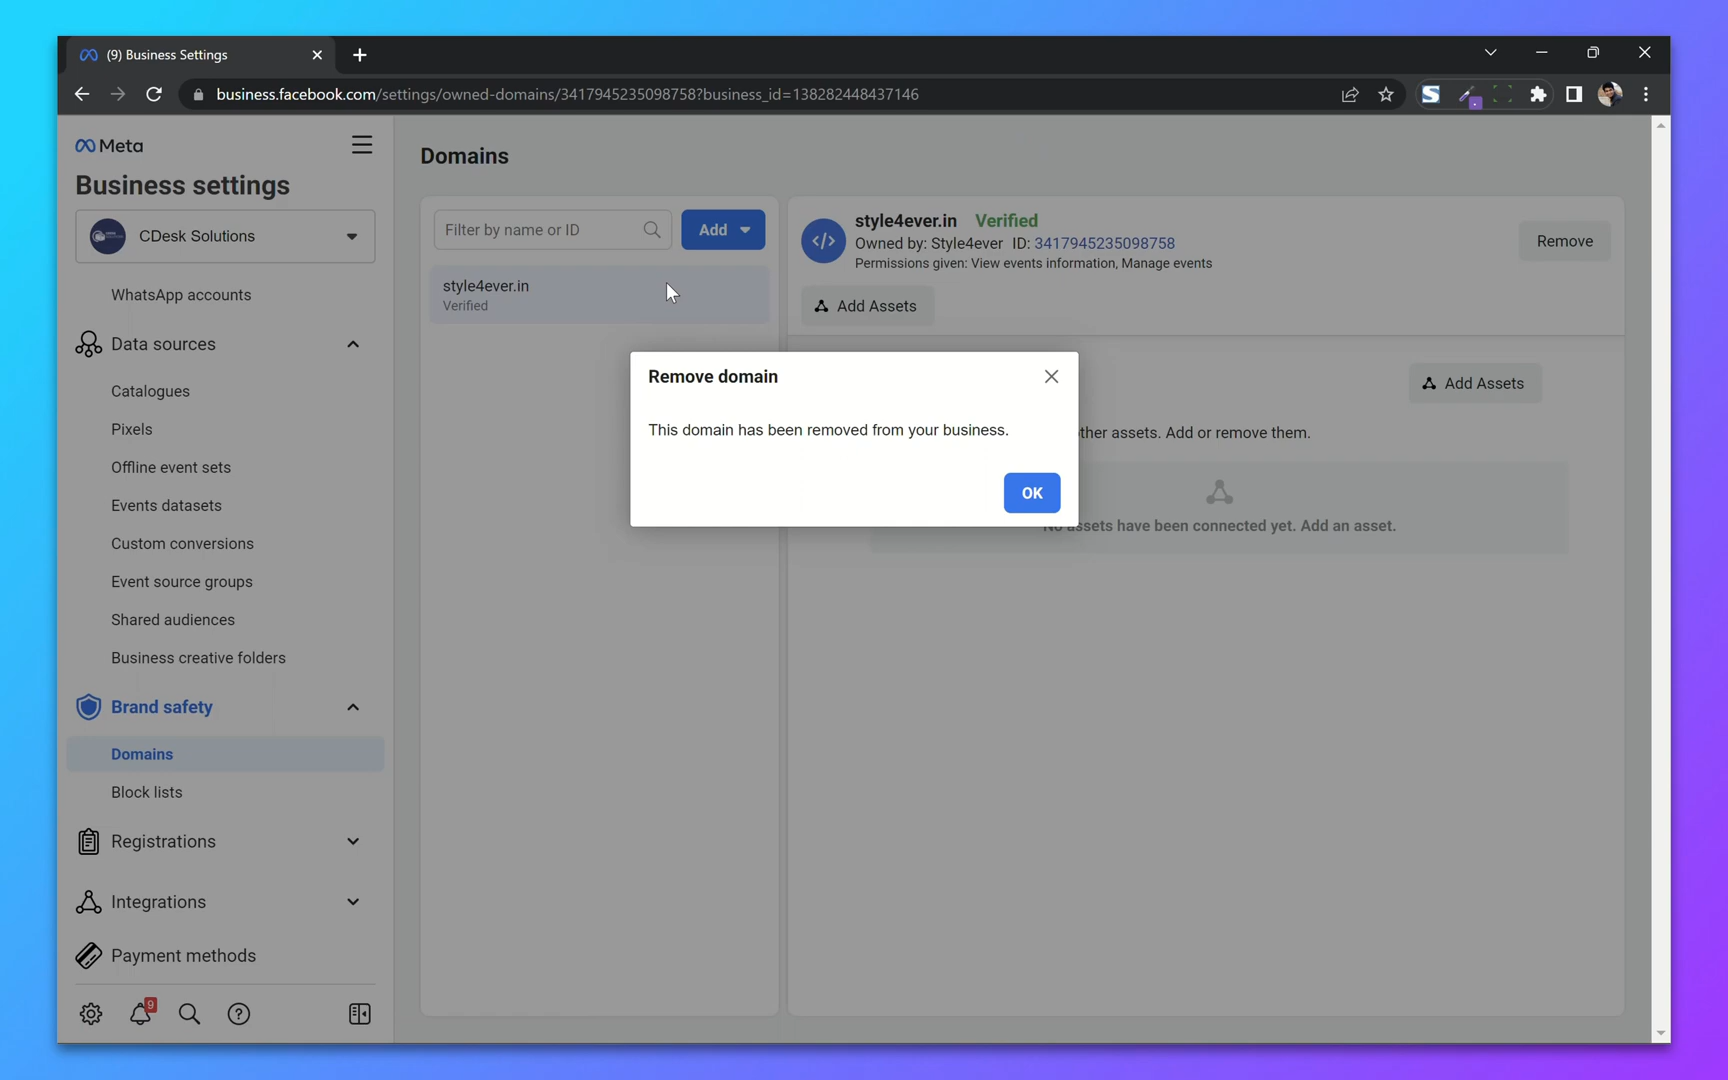 (9) Business Settings
business.facebook.com/settings/owned-domains/3417945235098758?business_id=138282448437146
Meta
Business settings
CDesk Solutions
WhatsApp accounts
Data sources
Catalogues
Pixels
Offline event sets
Events datasets
Custom conversions
Event source groups
Shared audiences
Business creative folders
Brand safety
Domains
Block lists
Registrations
Integrations
Payment methods
9
Domains
Filter by name or ID
Add
style4ever.in
Verified
style4ever.in Verified
Owned by: Style4ever ID: 3417945235098758
Permissions given: View events information, Manage events
Remove
Add Assets
Add Assets
other assets. Add or remove them.
No assets have been connected yet. Add an asset.
Remove domain
This domain has been removed from your business.
OK